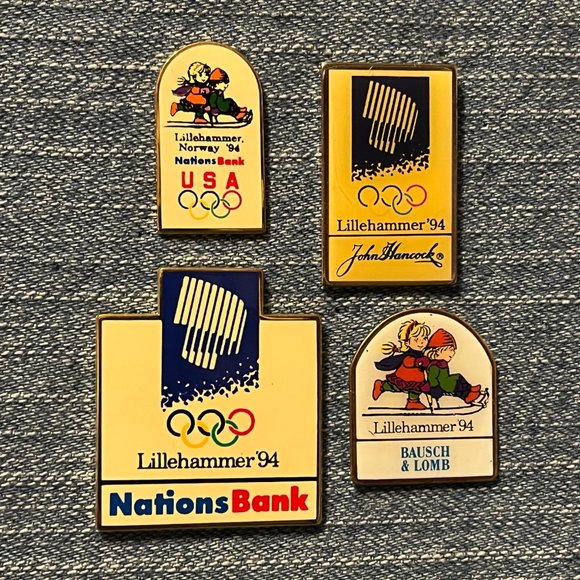 Lillehammer,
Norway '94
NationsBank
USA
Lillehammer '94
John Hancock®
Lillehammer '94
NationsBank
Lillehammer '94
BAUSCH
& LOMB